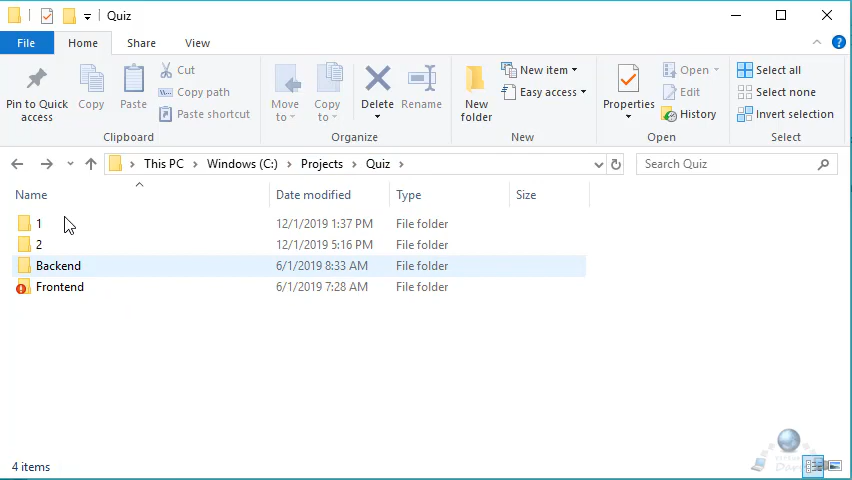 Quiz
File Home Share View
Pin to Quick access
Copy
Paste
Cut
Copy path
Paste shortcut
Clipboard
Move to
Copy to
Delete
Rename
Organize
New folder
New item
Easy access
New
Properties
Open
Edit
History
Open
Select all
Select none
Invert selection
Select
This PC Windows (C:) Projects Quiz
Search Quiz
Name Date modified Type Size
1 12/1/2019 1:37 PM File folder
2 12/1/2019 5:16 PM File folder
Backend 6/1/2019 8:33 AM File folder
Frontend 6/1/2019 7:28 AM File folder
4 items